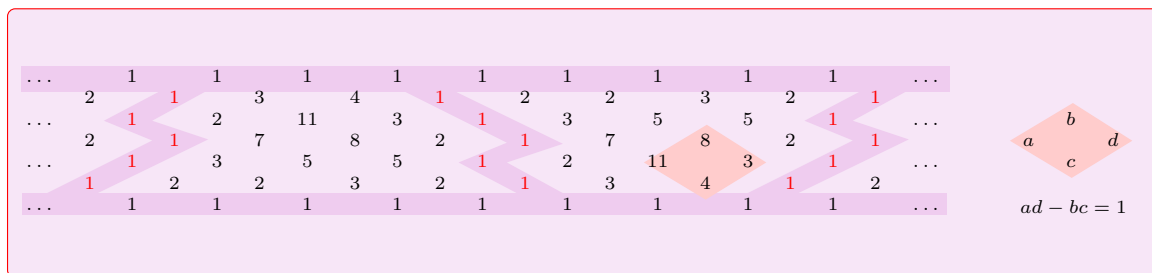 … 1 1 1 1 1 1 1 1 1 …
2 1 3 4 1 2 2 3 2 1
… 1 2 11 3 1 3 5 5 1 …
2 1 7 8 2 1 7 8 2 1
… 1 3 5 5 1 2 11 3 1 …
1 2 2 3 2 1 3 4 1 2
… 1 1 1 1 1 1 1 1 1 …
b
a d
c
ad − bc = 1